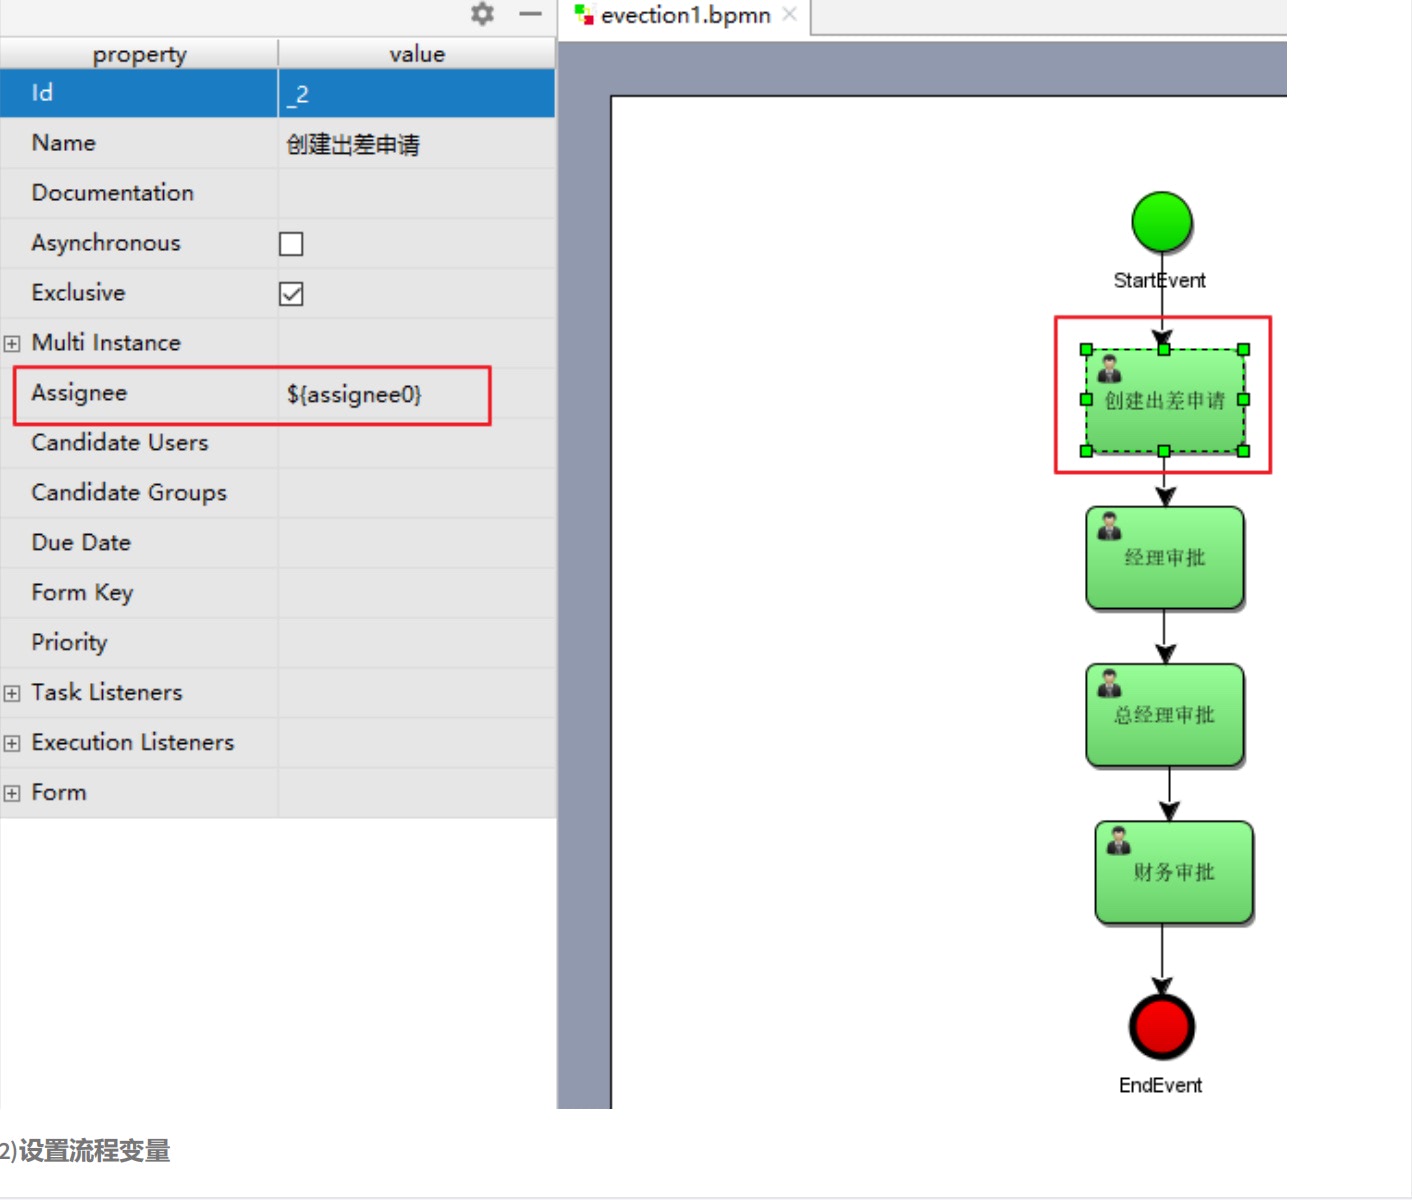 evection1.bpmn
property value
Id _2
Name 创建出差申请
Documentation
Asynchronous
Exclusive
Multi Instance
Assignee ${assignee0}
Candidate Users
Candidate Groups
Due Date
Form Key
Priority
Task Listeners
Execution Listeners
Form
StartEvent
创建出差申请
经理审批
总经理审批
财务审批
EndEvent
2)设置流程变量